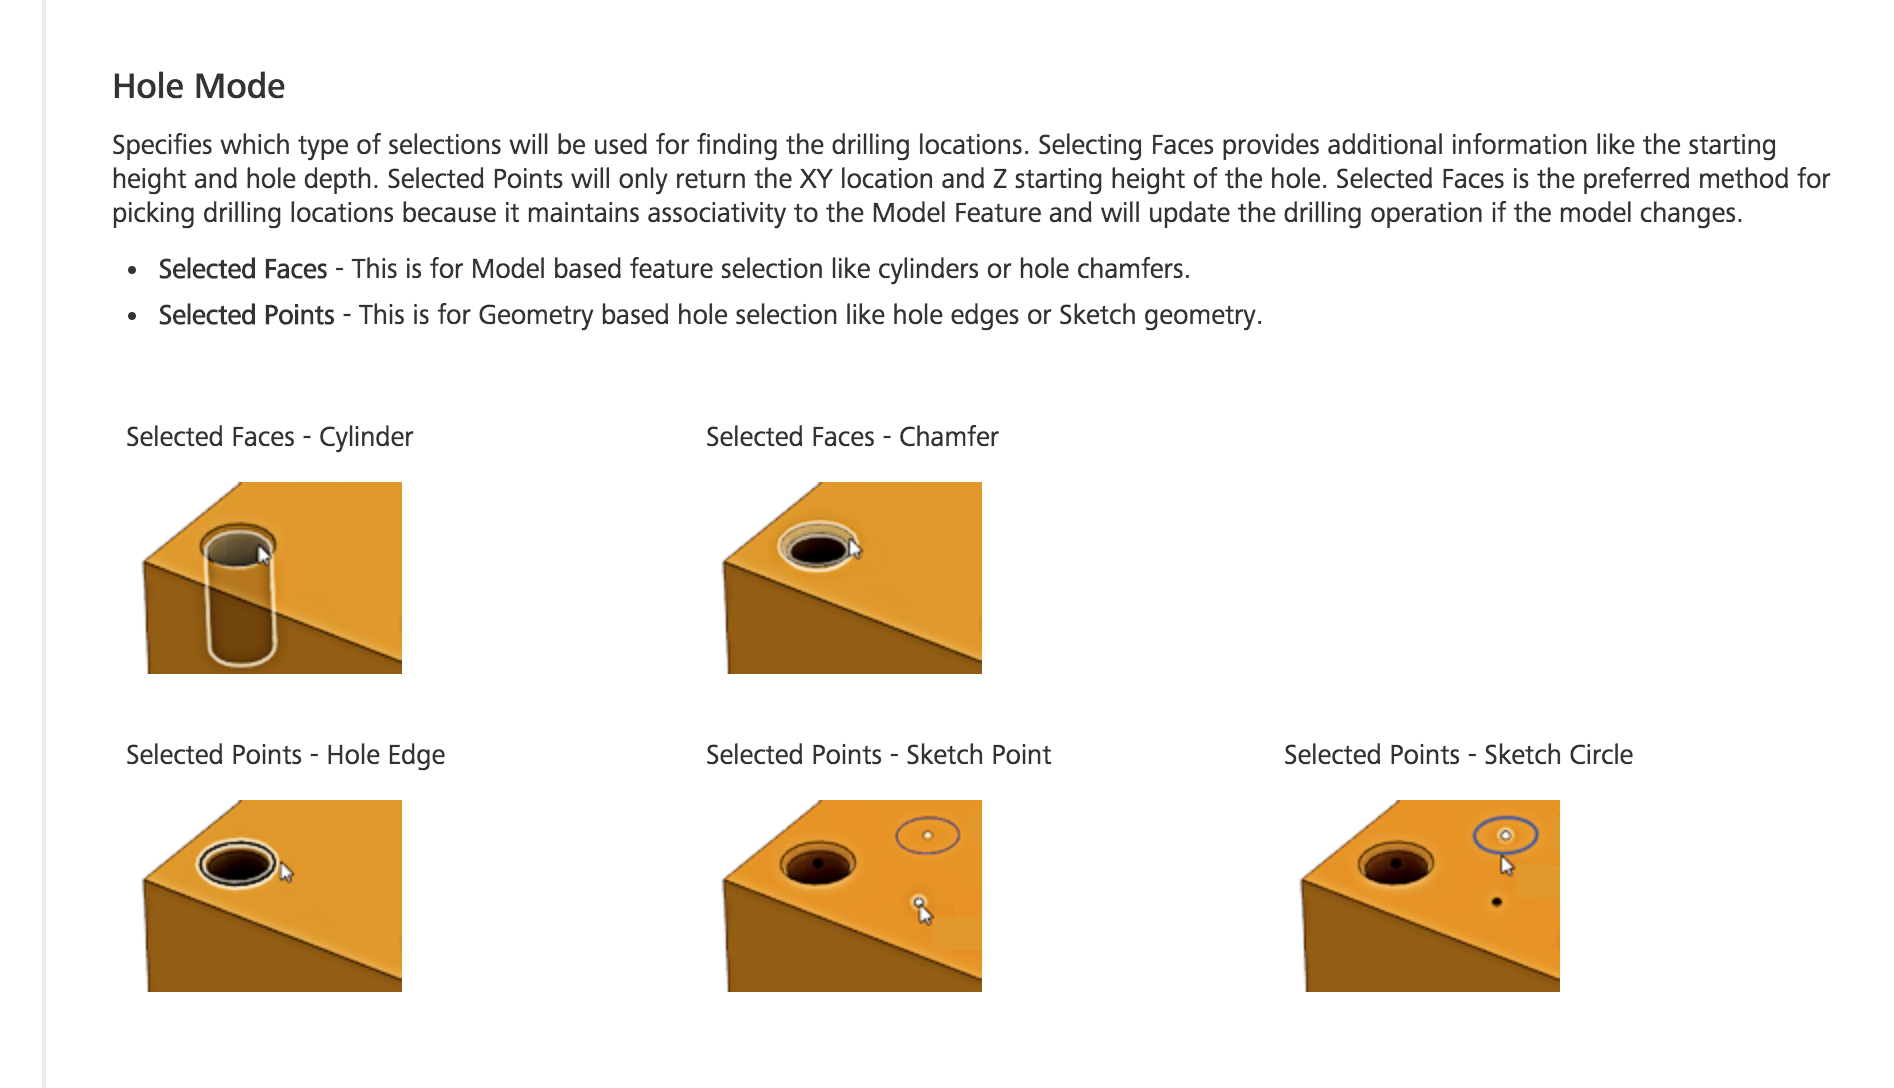 Hole Mode
Specifies which type of selections will be used for finding the drilling locations. Selecting Faces provides additional information like the starting
height and hole depth. Selected Points will only return the XY location and Z starting height of the hole. Selected Faces is the preferred method for
picking drilling locations because it maintains associativity to the Model Feature and will update the drilling operation if the model changes.
• Selected Faces - This is for Model based feature selection like cylinders or hole chamfers.
• Selected Points - This is for Geometry based hole selection like hole edges or Sketch geometry.
Selected Faces - Cylinder
Selected Faces - Chamfer
Selected Points - Hole Edge
Selected Points - Sketch Point
Selected Points - Sketch Circle